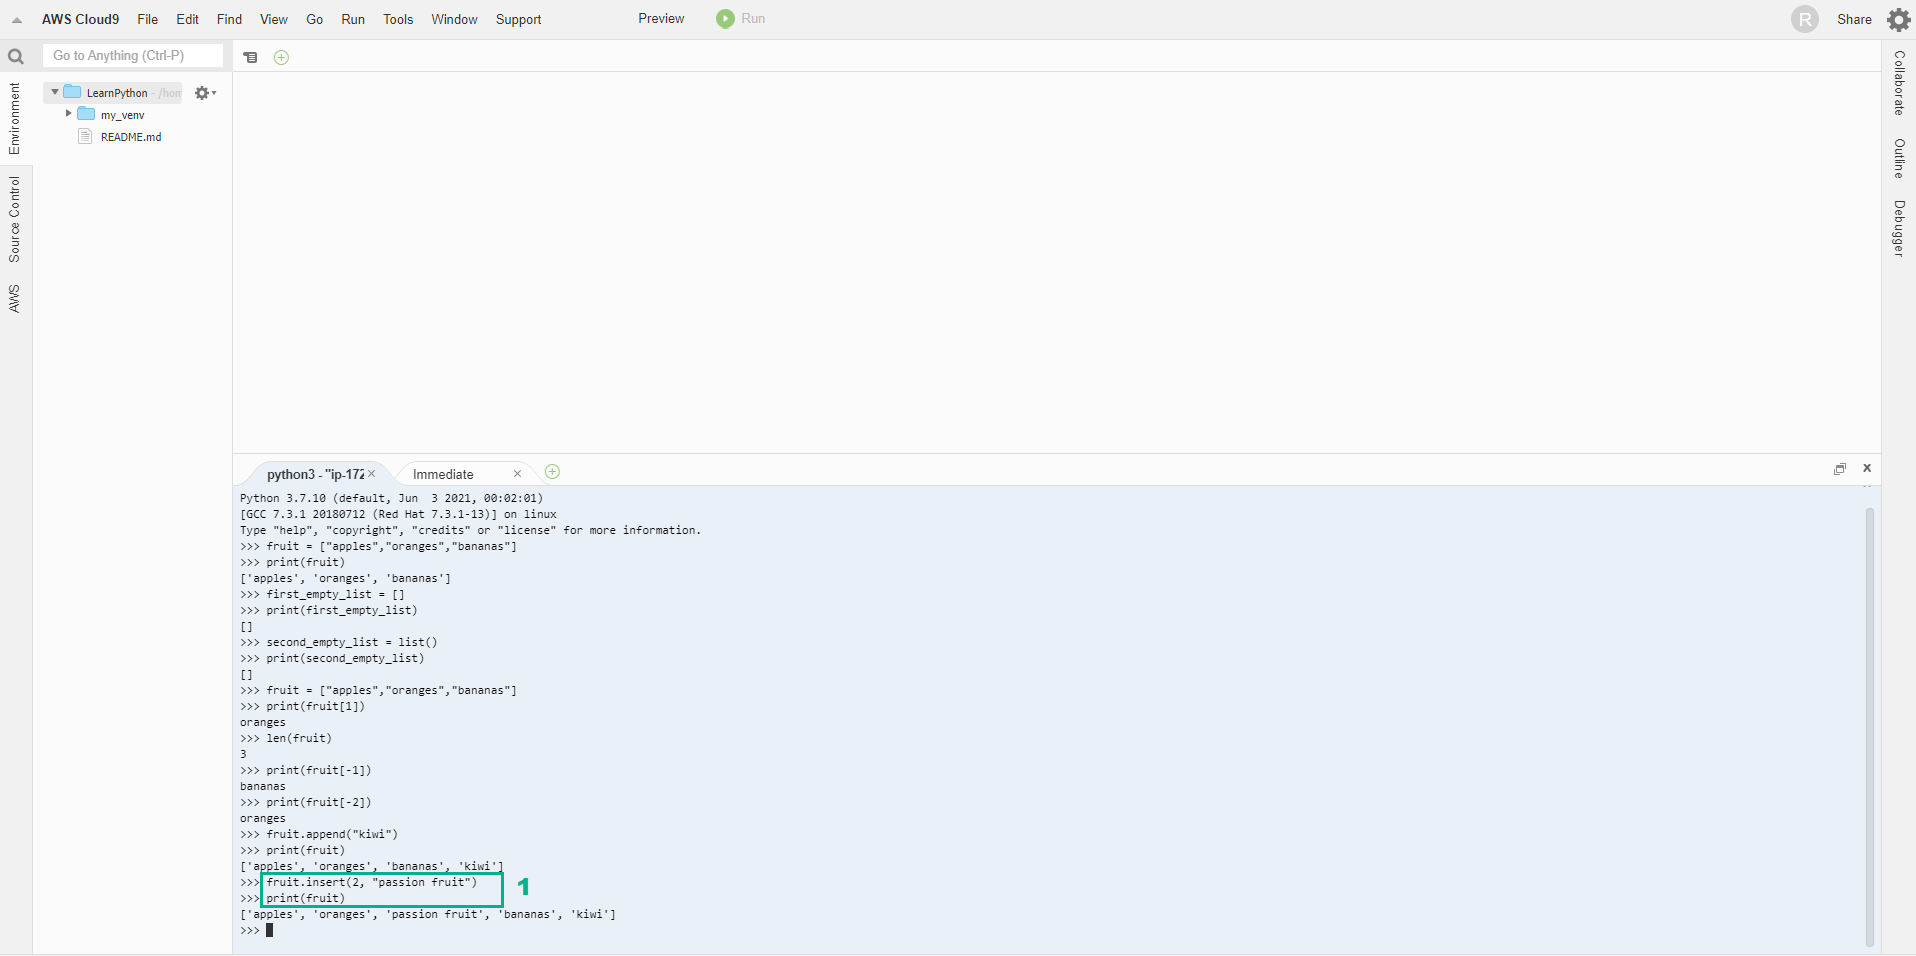 AWS Cloud9 File Edit Find View Go Run Tools Window Support Preview Run R Share
Go to Anything (Ctrl-P)
Environment
Source Control
AWS
LearnPython - /hom
my_venv
README.md
Collaborate
Outline
Debugger
python3 - "ip-172 Immediate
Python 3.7.10 (default, Jun  3 2021, 00:02:01)
[GCC 7.3.1 20180712 (Red Hat 7.3.1-13)] on linux
Type "help", "copyright", "credits" or "license" for more information.
>>> fruit = ["apples","oranges","bananas"]
>>> print(fruit)
['apples', 'oranges', 'bananas']
>>> first_empty_list = []
>>> print(first_empty_list)
[]
>>> second_empty_list = list()
>>> print(second_empty_list)
[]
>>> fruit = ["apples","oranges","bananas"]
>>> print(fruit[1])
oranges
>>> len(fruit)
3
>>> print(fruit[-1])
bananas
>>> print(fruit[-2])
oranges
>>> fruit.append("kiwi")
>>> print(fruit)
['apples', 'oranges', 'bananas', 'kiwi']
>>> fruit.insert(2, "passion fruit") 1
>>> print(fruit)
['apples', 'oranges', 'passion fruit', 'bananas', 'kiwi']
>>>